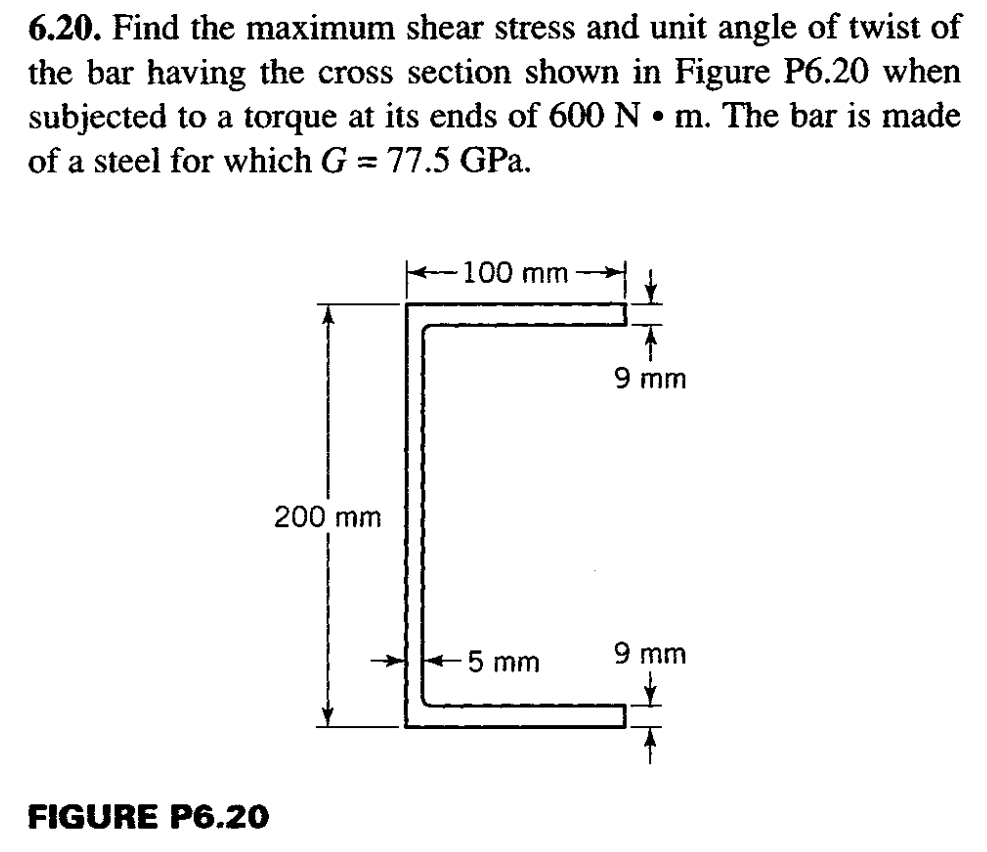 6.20. Find the maximum shear stress and unit angle of twist of
the bar having the cross section shown in Figure P6.20 when
subjected to a torque at its ends of 600 N • m. The bar is made
of a steel for which G = 77.5 GPa.
100 mm
9 mm
200 mm
5 mm
9 mm
FIGURE P6.20